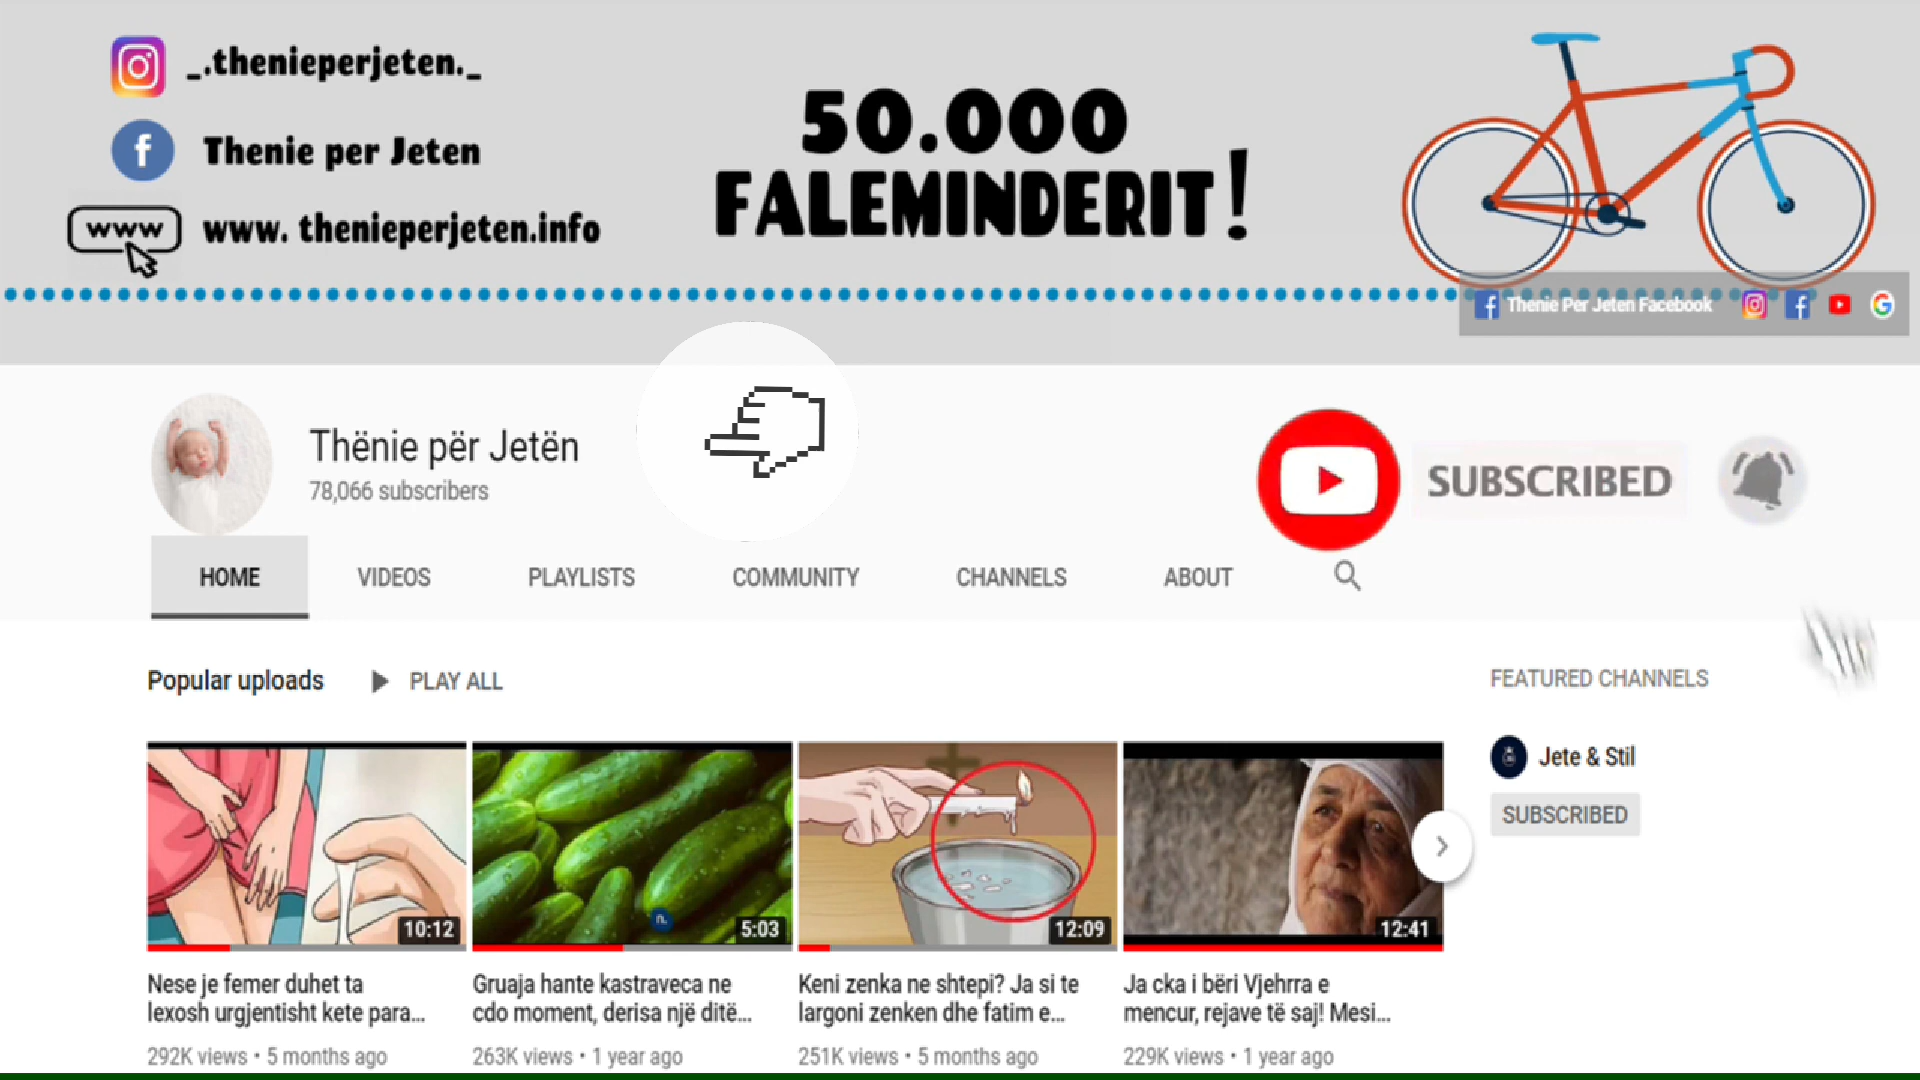 _.thenieperjeten._
Thenie per Jeten
www
www. thenieperjeten.info
50.000
FALEMINDERIT!
Thenie Per Jeten Facebook
Thënie për Jetën
78,066 subscribers
SUBSCRIBED
HOME
VIDEOS
PLAYLISTS
COMMUNITY
CHANNELS
ABOUT
Popular uploads
PLAY ALL
FEATURED CHANNELS
Jete & Stil
SUBSCRIBED
10:12
Nese je femer duhet ta
lexosh urgjentisht kete para...
292K views • 5 months ago
5:03
Gruaja hante kastraveca ne
cdo moment, derisa një ditë...
263K views • 1 year ago
12:09
Keni zenka ne shtepi? Ja si te
largoni zenken dhe fatim e...
251K views • 5 months ago
12:41
Ja cka i bëri Vjehrra e
mencur, rejave të saj! Mesi...
229K views • 1 year ago